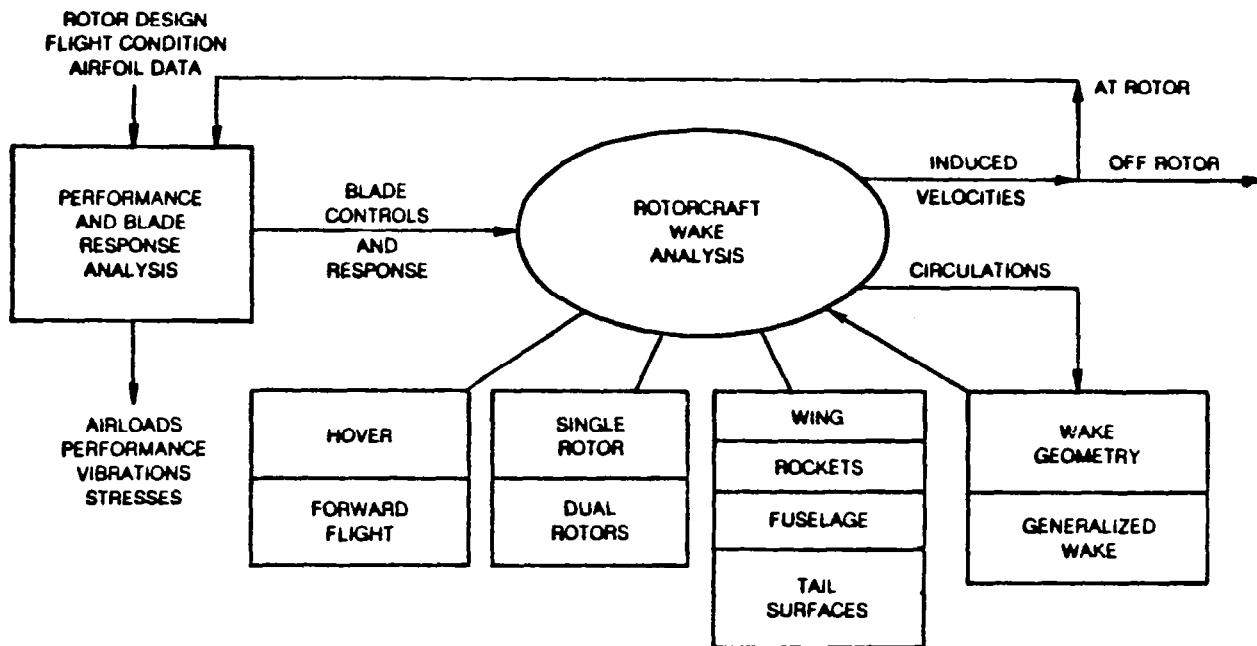 ROTOR DESIGN
FLIGHT CONDITION
AIRFOIL DATA
AT ROTOR
PERFORMANCE
AND BLADE
RESPONSE
ANALYSIS
BLADE
CONTROLS
AND
RESPONSE
ROTORCRAFT
WAKE
ANALYSIS
INDUCED
VELOCITIES
OFF ROTOR
CIRCULATIONS
AIRLOADS
PERFORMANCE
VIBRATIONS
STRESSES
HOVER
FORWARD
FLIGHT
SINGLE
ROTOR
DUAL
ROTORS
WING
ROCKETS
FUSELAGE
TAIL
SURFACES
WAKE
GEOMETRY
GENERALIZED
WAKE